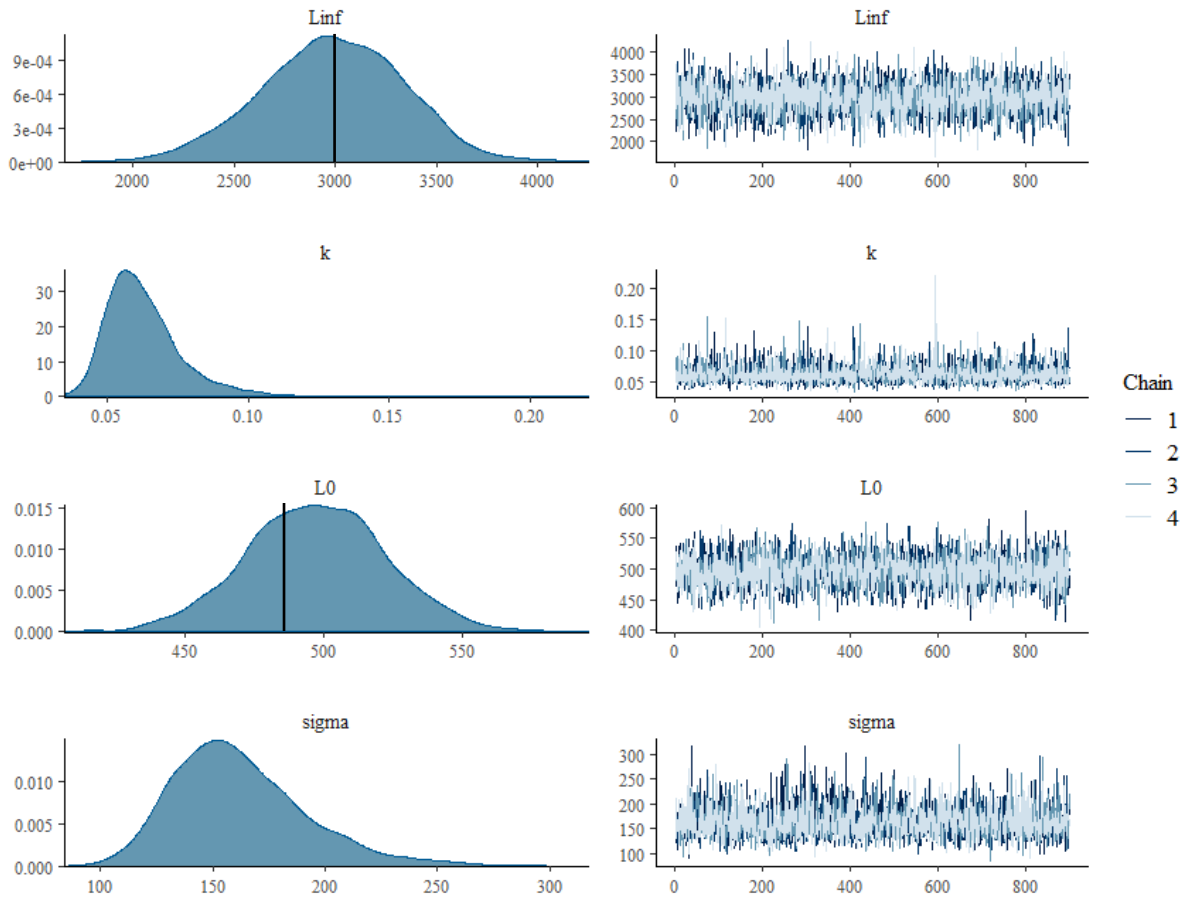 Linf
9e-04
6e-04
3e-04
0e+00
2000 2500 3000 3500 4000
Linf
4000
3500
3000
2500
2000
0 200 400 600 800
k
30
20
10
0
0.05 0.10 0.15 0.20
k
0.20
0.15
0.10
0.05
0 200 400 600 800
L0
0.015
0.010
0.005
0.000
450 500 550
L0
600
550
500
450
400
0 200 400 600 800
sigma
0.010
0.005
0.000
100 150 200 250 300
sigma
300
250
200
150
100
0 200 400 600 800
Chain
1
2
3
4